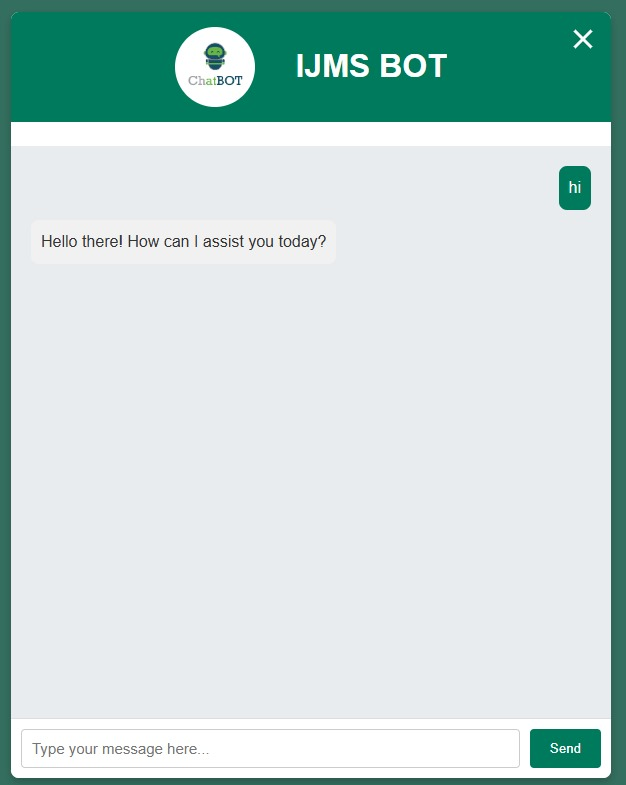 ChatBOT
IJMS BOT
hi
Hello there! How can I assist you today?
Type your message here...
Send